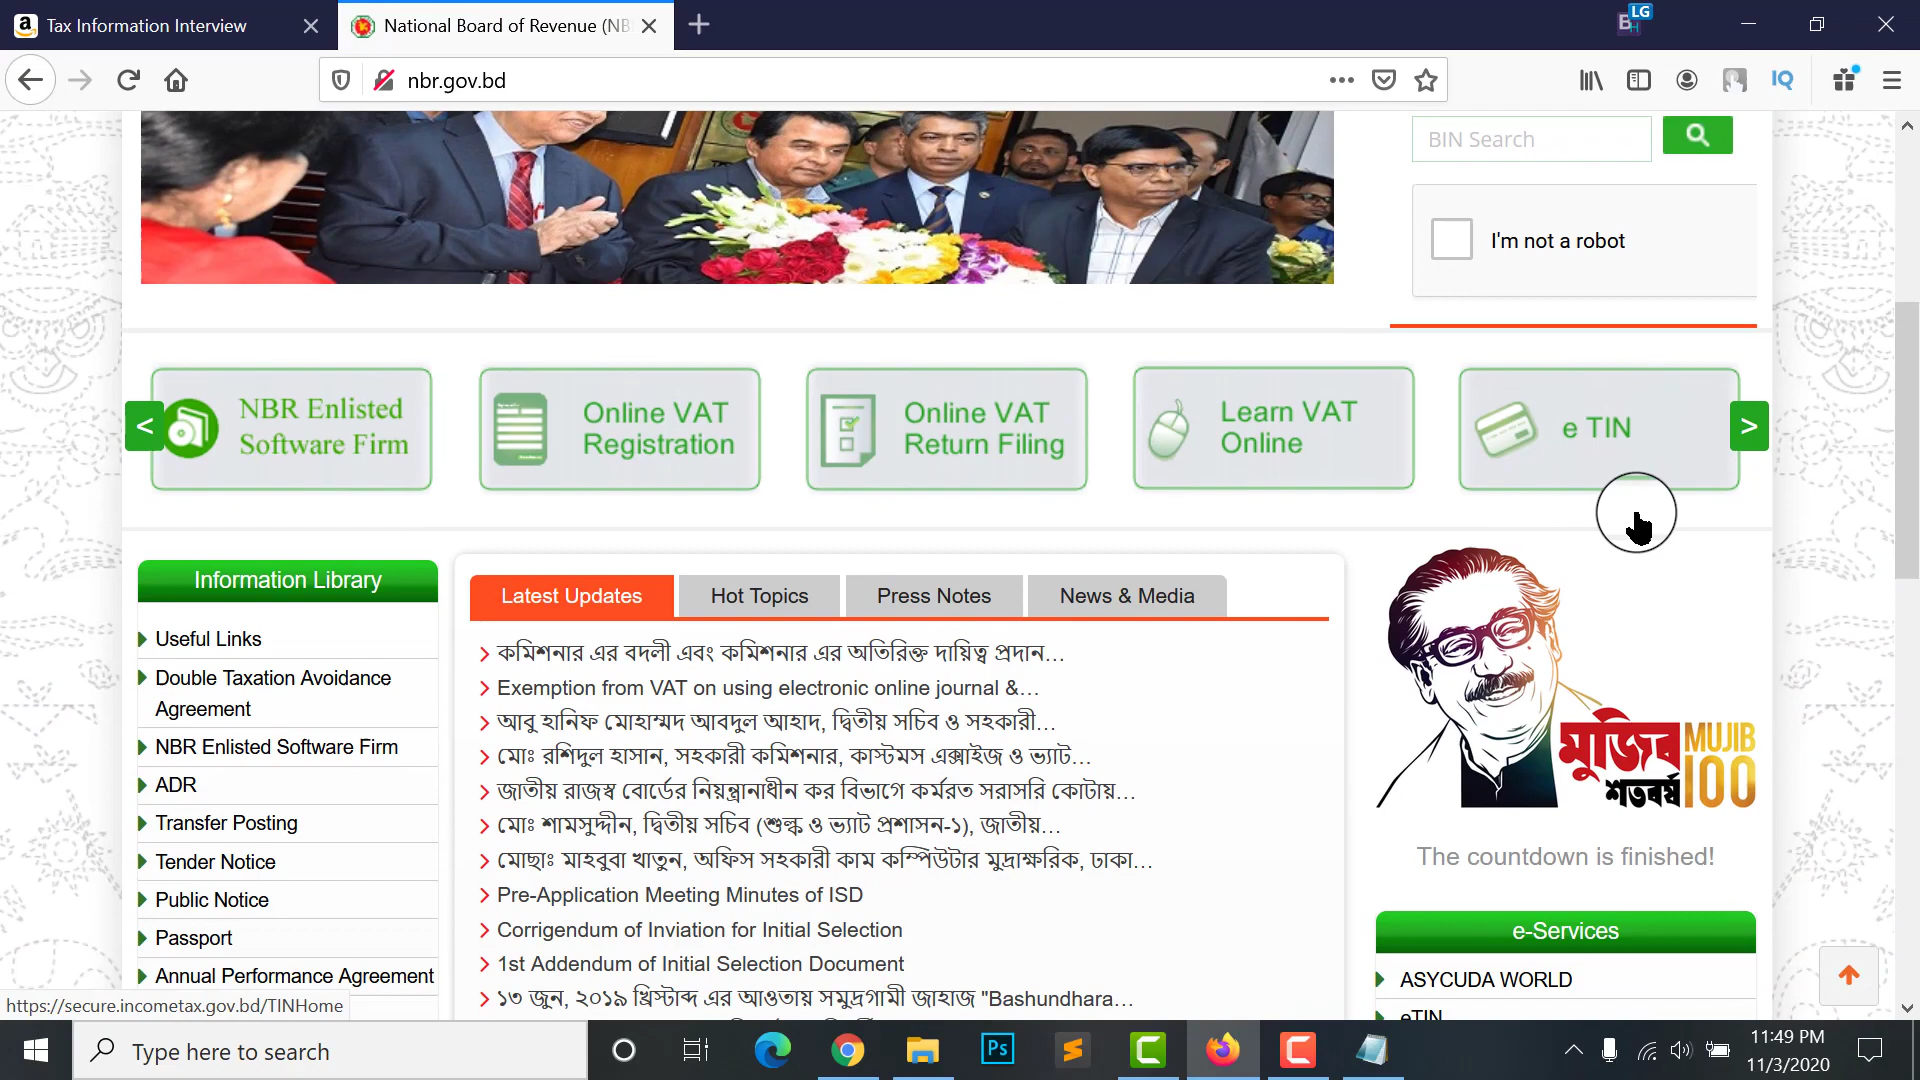 Tax Information Interview
National Board of Revenue (NB
LG
nbr.gov.bd
IQ
BIN Search
I'm not a robot
NBR Enlisted
Software Firm
Online VAT
Registration
Online VAT
Return Filing
Learn VAT
Online
e TIN
<
>
Information Library
Useful Links
Double Taxation Avoidance
Agreement
NBR Enlisted Software Firm
ADR
Transfer Posting
Tender Notice
Public Notice
Passport
Annual Performance Agreement
Latest Updates
Hot Topics
Press Notes
News & Media
কমিশনার এর বদলী এবং কমিশনার এর অতিরিক্ত দায়িত্ব প্রদান...
Exemption from VAT on using electronic online journal &...
আবু হানিফ মোহাম্মদ আবদুল আহাদ, দ্বিতীয় সচিব ও সহকারী...
মোঃ রশিদুল হাসান, সহকারী কমিশনার, কাস্টমস এক্সাইজ ও ভ্যাট...
জাতীয় রাজস্ব বোর্ডের নিয়ন্ত্রানাধীন কর বিভাগে কর্মরত সরাসরি কোটায়...
মোঃ শামসুদ্দীন, দ্বিতীয় সচিব (শুল্ক ও ভ্যাট প্রশাসন-১), জাতীয়...
মোছাঃ মাহবুবা খাতুন, অফিস সহকারী কাম কম্পিউটার মুদ্রাক্ষরিক, ঢাকা...
Pre-Application Meeting Minutes of ISD
Corrigendum of Inviation for Initial Selection
1st Addendum of Initial Selection Document
১৩ জুন, ২০১৯ খ্রিস্টাব্দ এর আওতায় সমুদ্রগামী জাহাজ "Bashundhara...
মুজিব
শতবর্ষ
MUJIB
100
The countdown is finished!
e-Services
ASYCUDA WORLD
eTIN
https://secure.incometax.gov.bd/TINHome
Type here to search
Ps
11:49 PM
11/3/2020